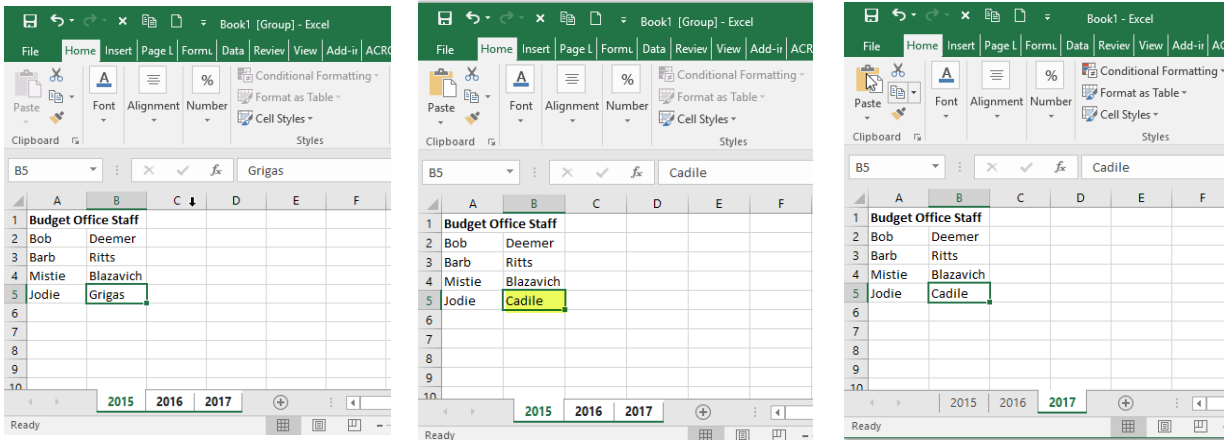 Book1 [Group] - Excel
File Home Insert Page L Formu Data Review View Add-ir ACRO
Paste
Font Alignment Number
Conditional Formatting
Format as Table
Cell Styles
Clipboard
Styles
B5 fx Grigas
A B C D E F
1 Budget Office Staff
2 Bob Deemer
3 Barb Ritts
4 Mistie Blazavich
5 Jodie Grigas
6
7
8
9
10
2015 2016 2017
Ready
Book1 [Group] - Excel
File Home Insert Page L Formu Data Review View Add-ir ACR
Paste
Font Alignment Number
%
Conditional Formatting
Format as Table
Cell Styles
Clipboard
Styles
B5 fx Cadile
A B C D E F
1 Budget Office Staff
2 Bob Deemer
3 Barb Ritts
4 Mistie Blazavich
5 Jodie Cadile
6
7
8
9
10
2015 2016 2017
Ready
Book1 - Excel
File Home Insert Page L Formu Data Review View Add-ir AC
Paste
Font Alignment Number
%
Conditional Formatting
Format as Table
Cell Styles
Clipboard
Styles
B5 fx Cadile
A B C D E F
1 Budget Office Staff
2 Bob Deemer
3 Barb Ritts
4 Mistie Blazavich
5 Jodie Cadile
6
7
8
9
10
2015 2016 2017
Ready